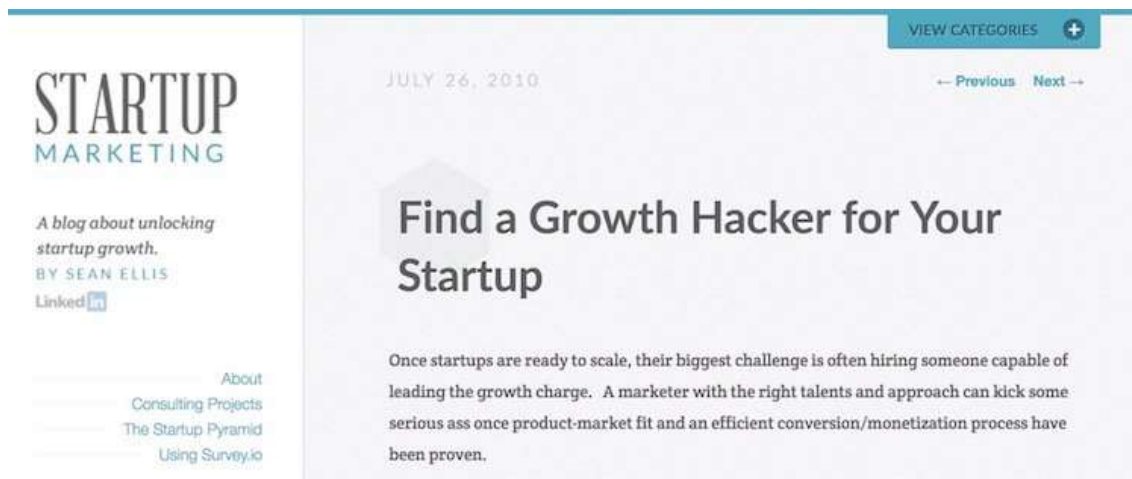 VIEW CATEGORIES
STARTUP
MARKETING
A blog about unlocking
startup growth.
BY SEAN ELLIS
Linked in
About
Consulting Projects
The Startup Pyramid
Using Survey.io
JULY 26, 2010
← Previous Next →
Find a Growth Hacker for Your
Startup
Once startups are ready to scale, their biggest challenge is often hiring someone capable of
leading the growth charge. A marketer with the right talents and approach can kick some
serious ass once product-market fit and an efficient conversion/monetization process have
been proven.